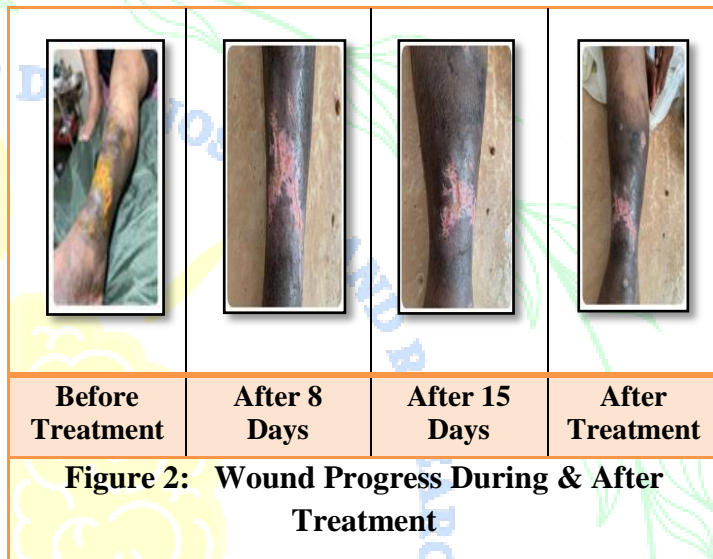 Before After 8 After 15 After
Treatment Days Days Treatment
Figure 2: Wound Progress During & After
Treatment